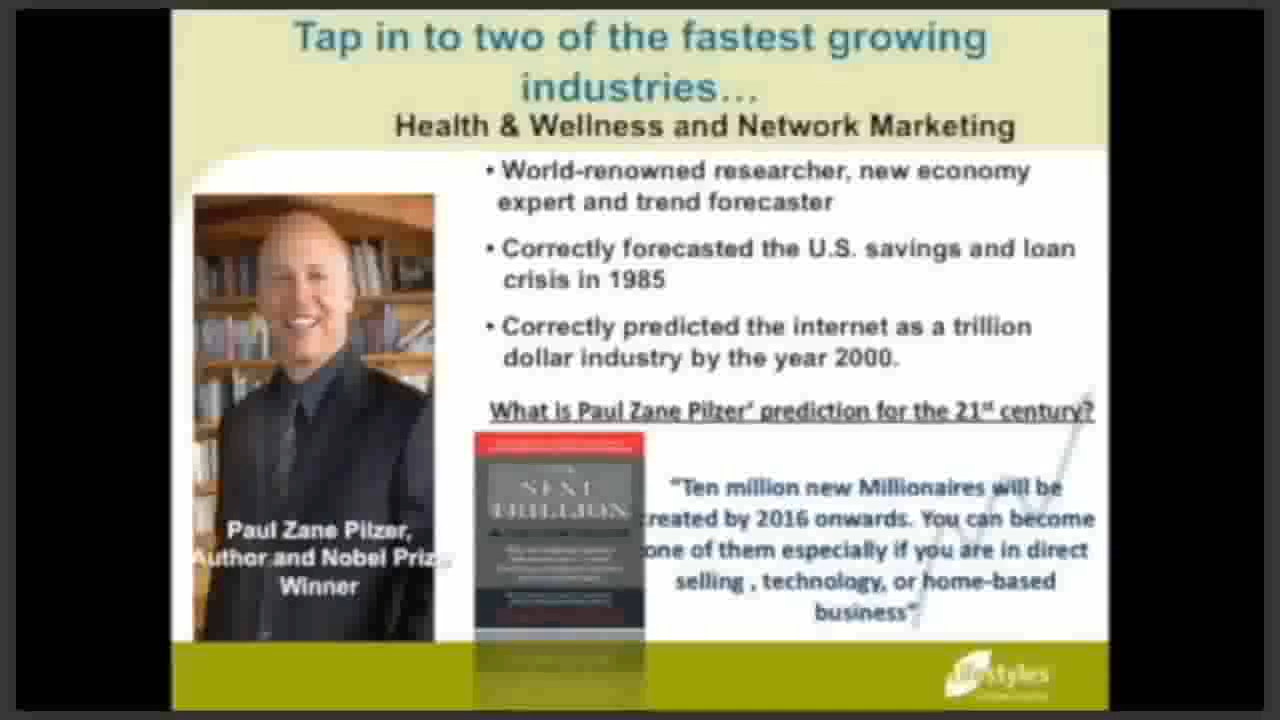 Tap in to two of the fastest growing
industries...
Health & Wellness and Network Marketing
• World-renowned researcher, new economy
expert and trend forecaster
• Correctly forecasted the U.S. savings and loan
crisis in 1985
• Correctly predicted the internet as a trillion
dollar industry by the year 2000.
What is Paul Zane Pilzer' prediction for the 21st century?
Paul Zane Pilzer,
Author and Nobel Priz
Winner
NEXT
TRILLION
"Ten million new Millionaires will be
created by 2016 onwards. You can become
one of them especially if you are in direct
selling , technology, or home-based
business"